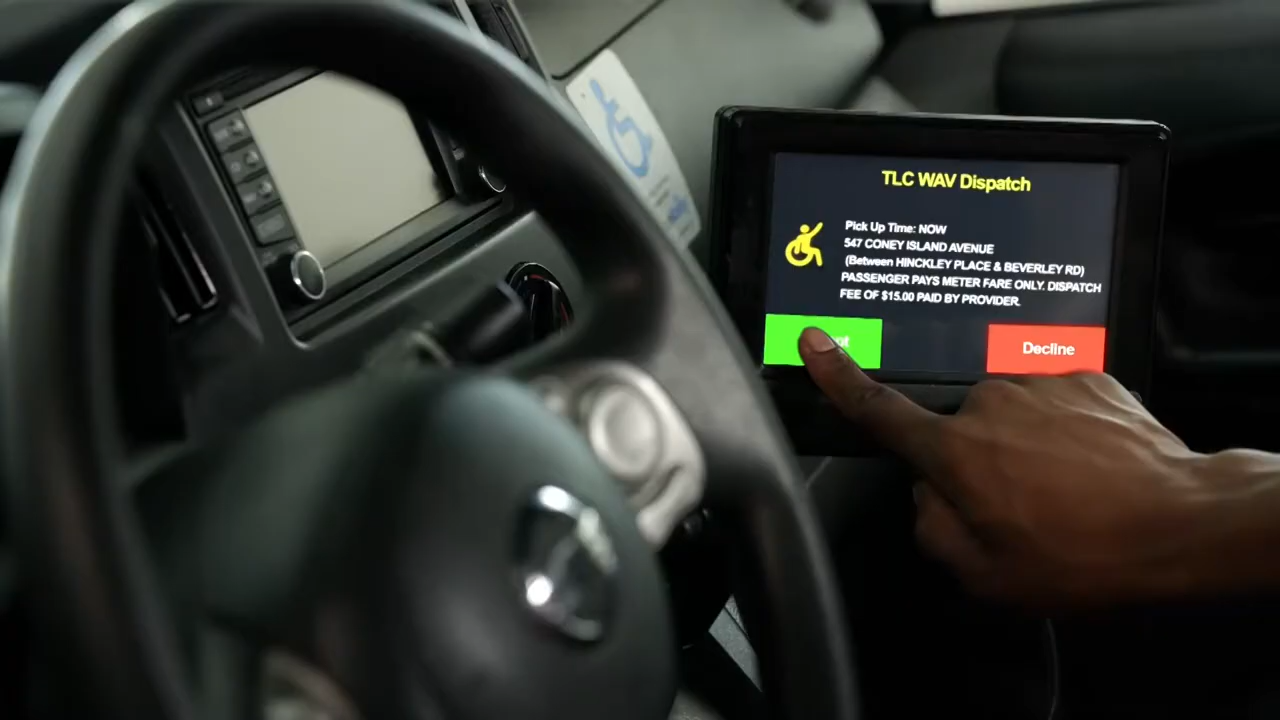 TLC WAV Dispatch
Pick Up Time: NOW
547 CONEY ISLAND AVENUE
(Between HINCKLEY PLACE & BEVERLEY RD)
PASSENGER PAYS METER FARE ONLY. DISPATCH
FEE OF $15.00 PAID BY PROVIDER.
Decline